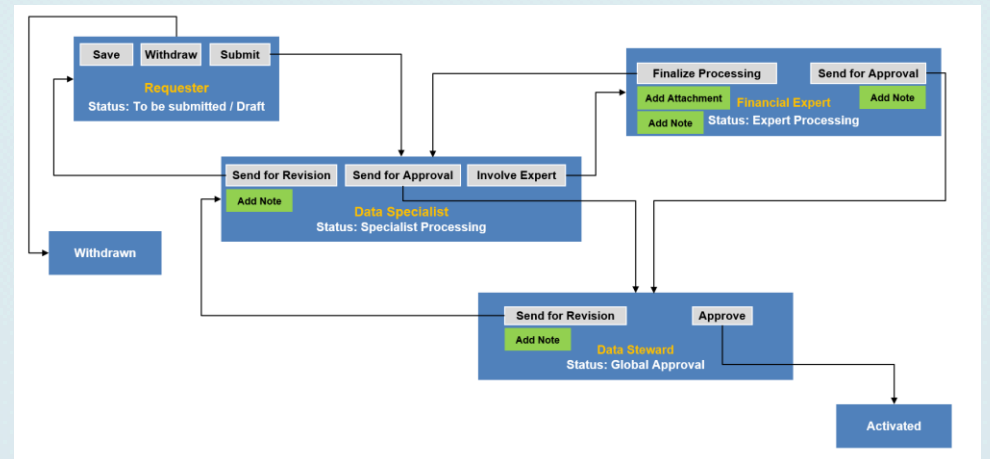 Save
Withdraw
Submit
Requester
Status: To be submitted / Draft
Finalize Processing
Send for Approval
Add Attachment
Financial Expert
Add Note
Add Note
Status: Expert Processing
Send for Revision
Send for Approval
Involve Expert
Add Note
Data Specialist
Status: Specialist Processing
Withdrawn
Send for Revision
Approve
Add Note
Data Steward
Status: Global Approval
Activated